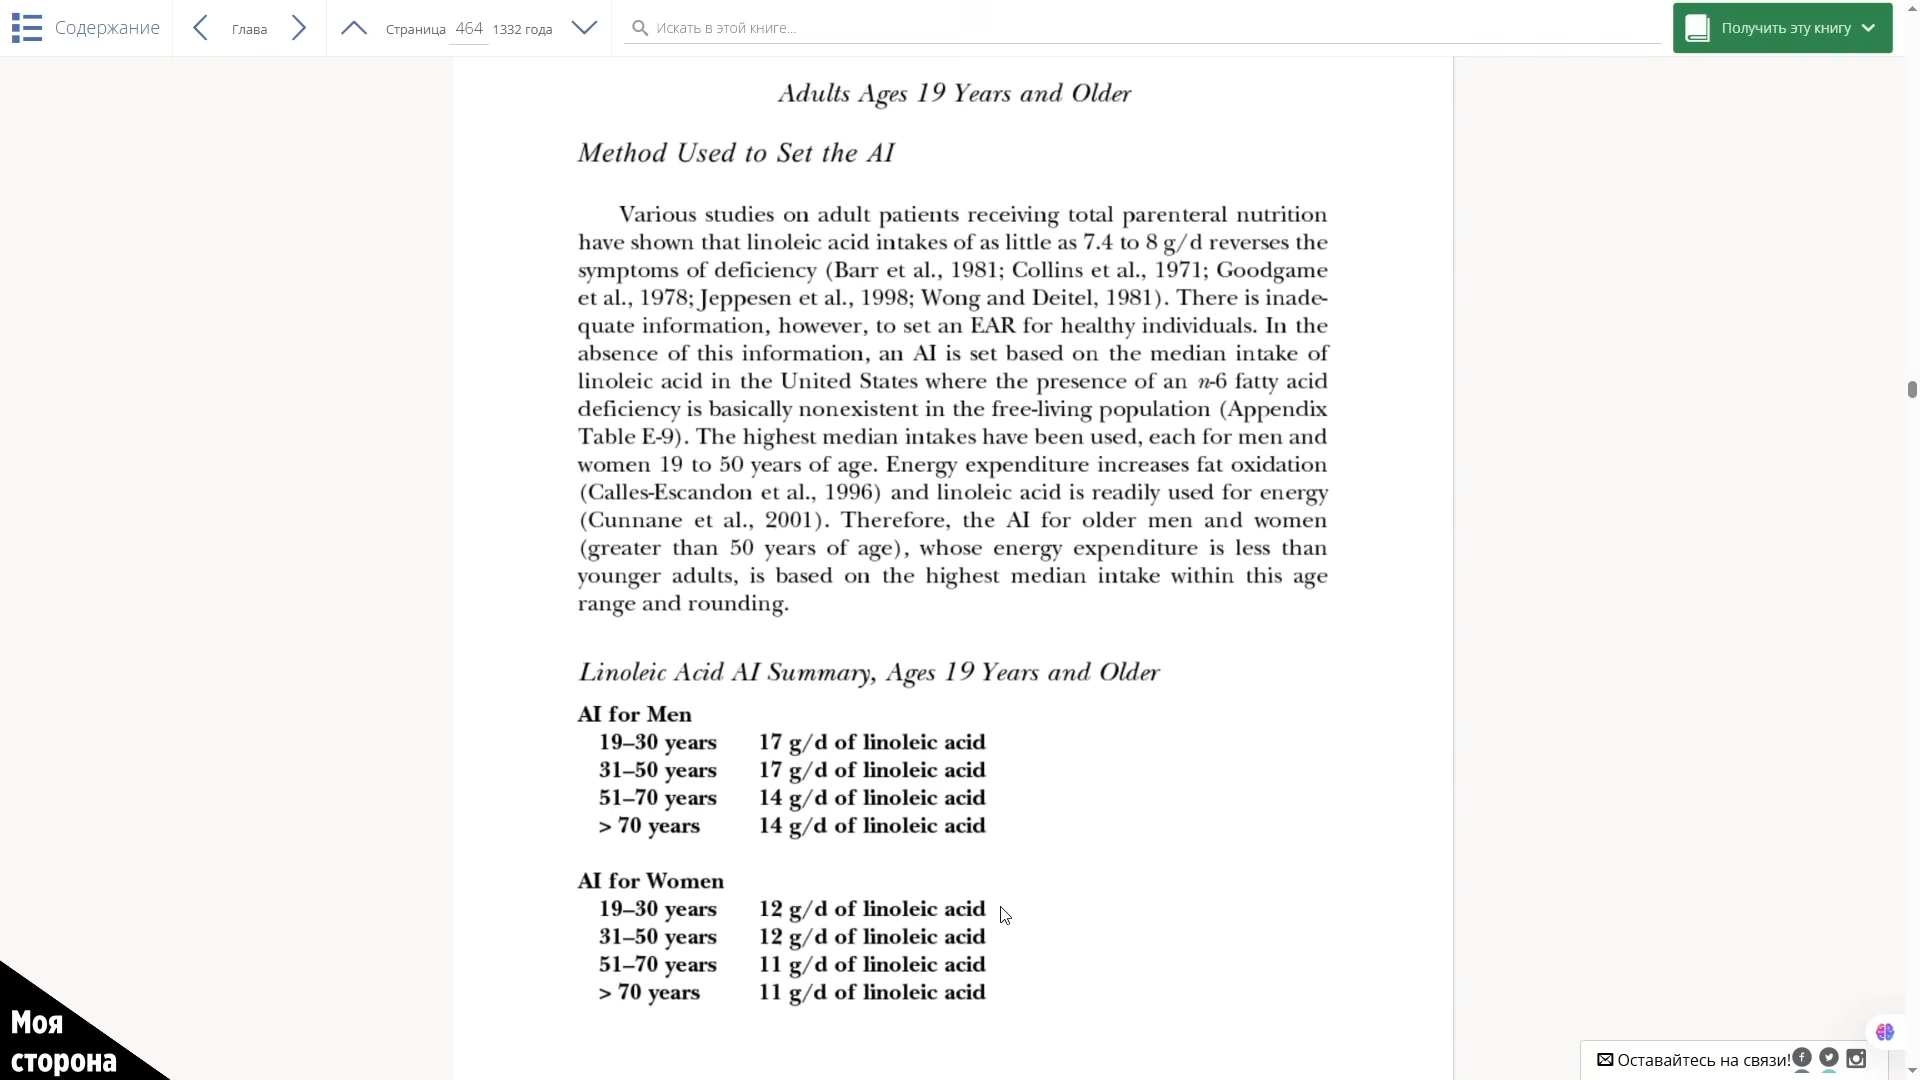 Содержание
Глава
Страница 464 1332 года
Искать в этой книге...
Получить эту книгу
Adults Ages 19 Years and Older
Method Used to Set the AI
Various studies on adult patients receiving total parenteral nutrition
have shown that linoleic acid intakes of as little as 7.4 to 8 g/d reverses the
symptoms of deficiency (Barr et al., 1981; Collins et al., 1971; Goodgame
et al., 1978; Jeppesen et al., 1998; Wong and Deitel, 1981). There is inade-
quate information, however, to set an EAR for healthy individuals. In the
absence of this information, an AI is set based on the median intake of
linoleic acid in the United States where the presence of an n-6 fatty acid
deficiency is basically nonexistent in the free-living population (Appendix
Table E-9). The highest median intakes have been used, each for men and
women 19 to 50 years of age. Energy expenditure increases fat oxidation
(Calles-Escandon et al., 1996) and linoleic acid is readily used for energy
(Cunnane et al., 2001). Therefore, the AI for older men and women
(greater than 50 years of age), whose energy expenditure is less than
younger adults, is based on the highest median intake within this age
range and rounding.
Linoleic Acid AI Summary, Ages 19 Years and Older
AI for Men
19–30 years 17 g/d of linoleic acid
31–50 years 17 g/d of linoleic acid
51–70 years 14 g/d of linoleic acid
> 70 years 14 g/d of linoleic acid
AI for Women
19–30 years 12 g/d of linoleic acid
31–50 years 12 g/d of linoleic acid
51–70 years 11 g/d of linoleic acid
> 70 years 11 g/d of linoleic acid
Моя
сторона
Оставайтесь на связи!